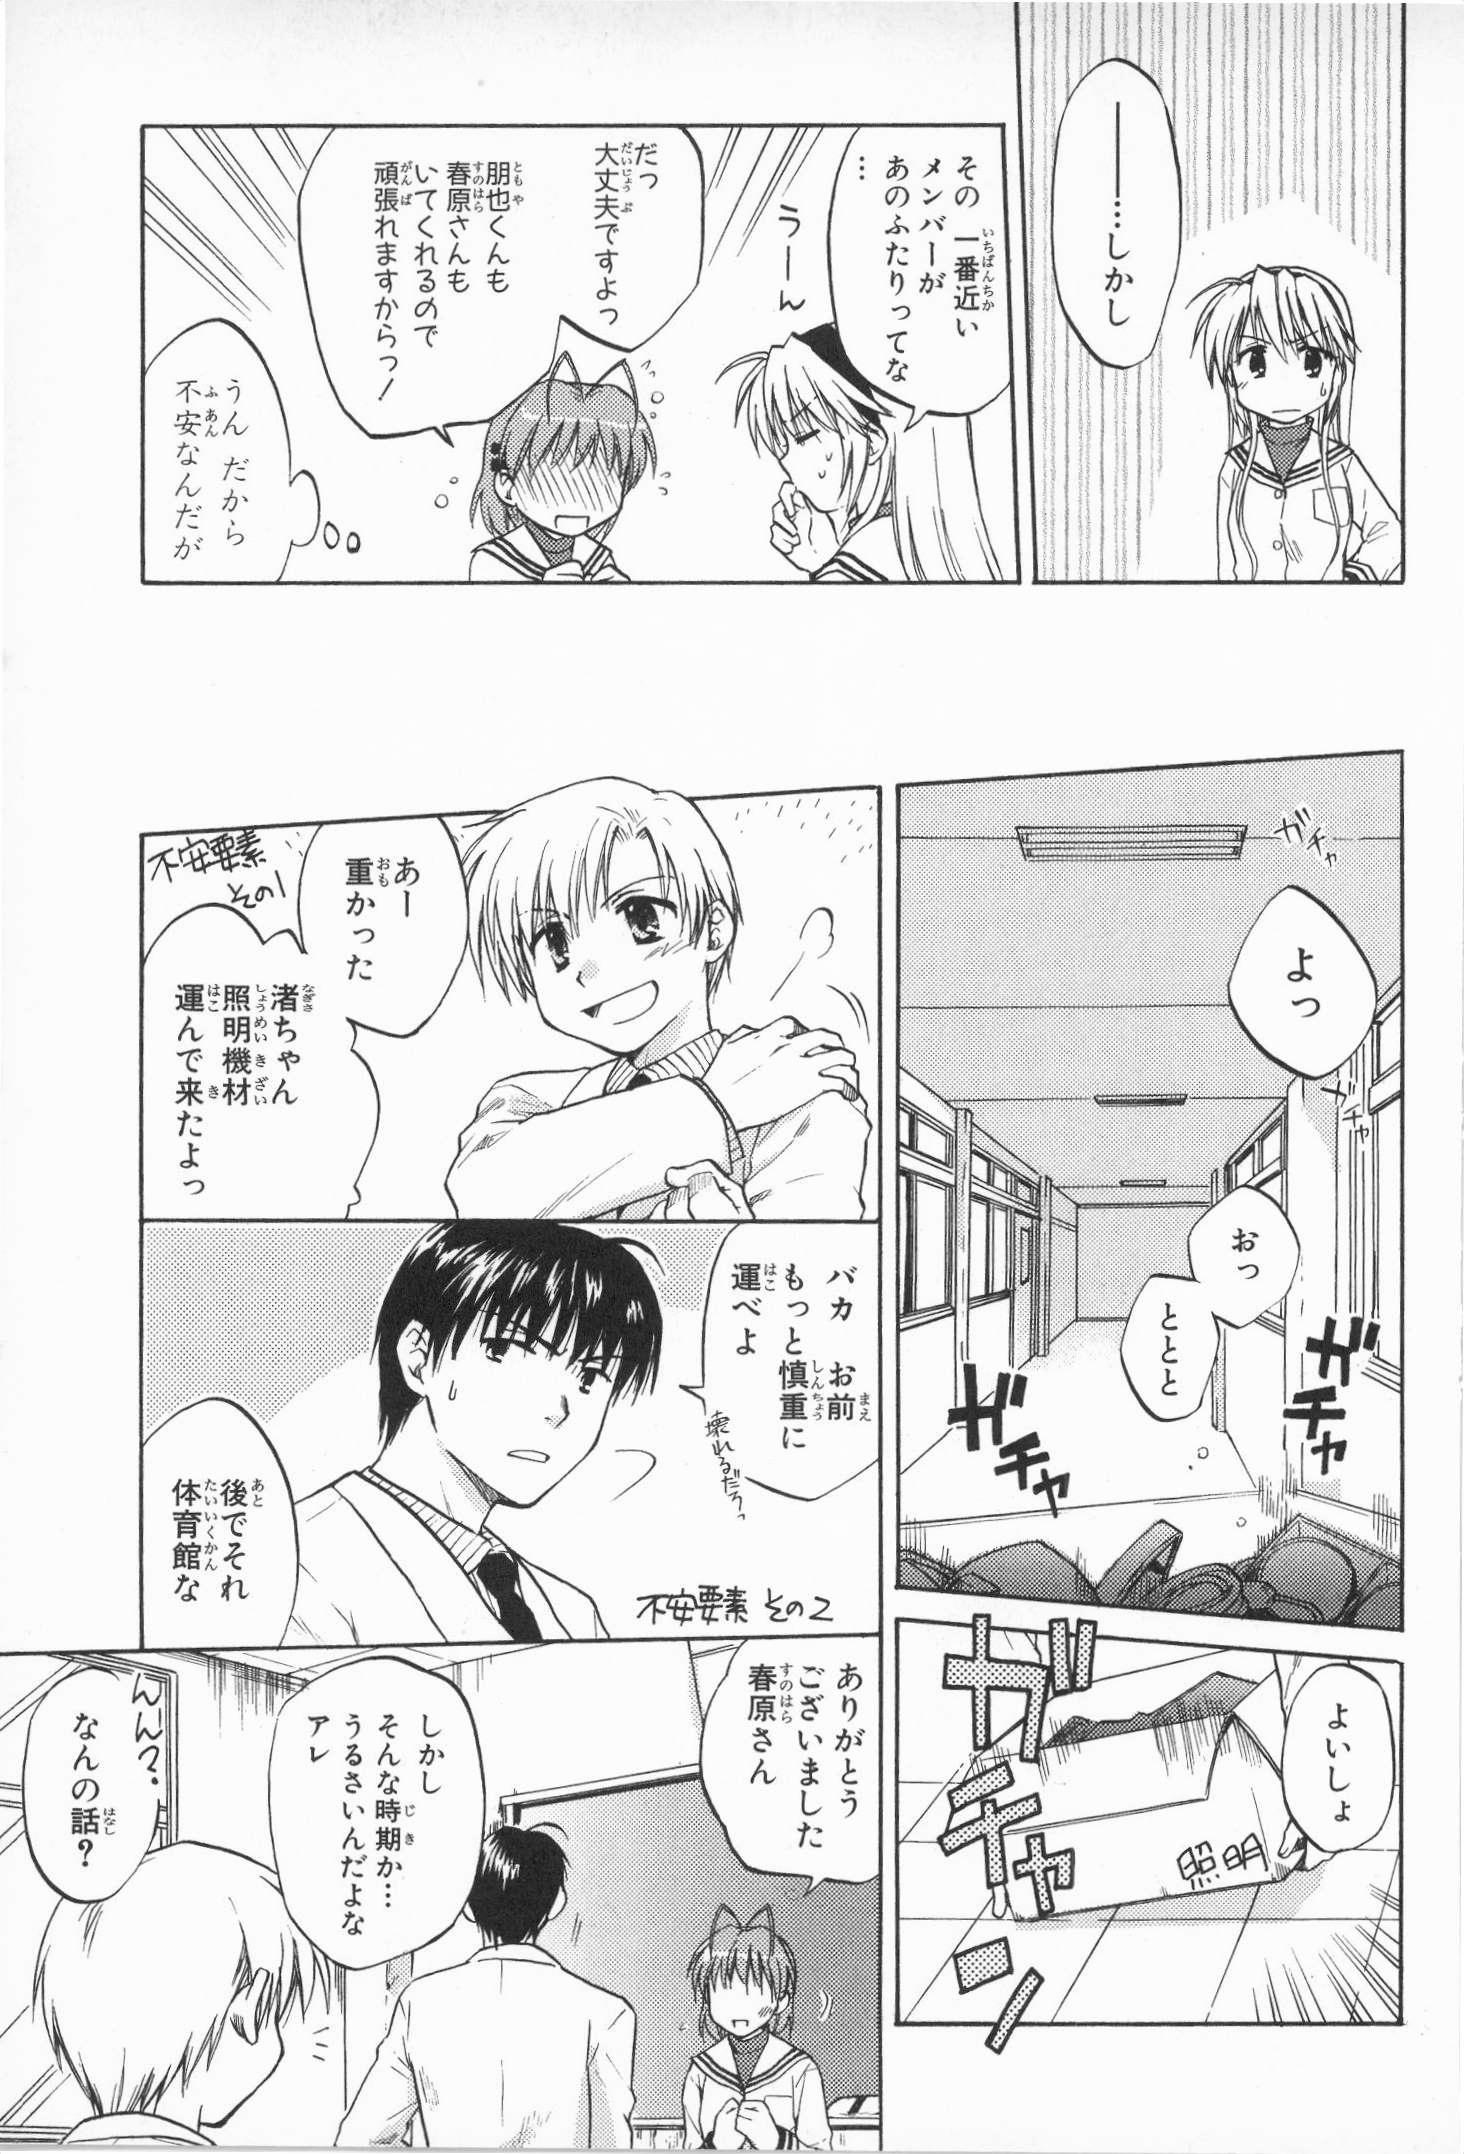 ―――…しかし
その 一番近い
メンバーが
あのふたりってな
…
うーん
だっ
大丈夫ですよっ
朋也くんも
春原さんも
いてくれるので
頑張れますからっ!
うん だから
不安なんだが
ガチャ
よっ
ガチャ
おっ
ととと
ガチャ
ガチャ
よいしょ
照明
ガチャン
あー
重かった
渚ちゃん
照明機材
運んで来たよっ
不安要素
その1
バカ お前
もっと慎重に
運べよ
壊れるだろっ
後でそれ
体育館な
不安要素 その2
ありがとう
ございました
春原さん
しかし
そんな時期か…
うるさいんだよな
アレ
んん?
なんの話?